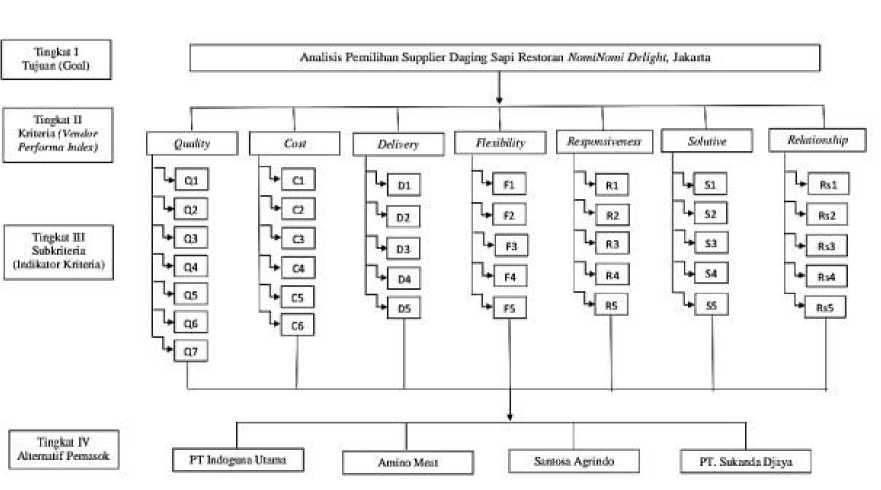 Tingkat I
Tujuan (Goal)
Analisis Pemilihan Supplier Daging Sapi Restoran NomiNomi Delight, Jakarta
Tingkat II
Kriteria (Vendor
Performa Index)
Quality
Cost
Delivery
Flexibility
Responsiveness
Solutive
Relationship
Q1
Q2
Q3
Q4
Q5
Q6
Q7
C1
C2
C3
C4
C5
C6
D1
D2
D3
D4
D5
F1
F2
F3
F4
F5
R1
R2
R3
R4
R5
S1
S2
S3
S4
S5
Rs1
Rs2
Rs3
Rs4
Rs5
Tingkat III
Subkriteria
(Indikator Kriteria)
Tingkat IV
Alternatif Pemasok
PT Indoguna Utama
Amino Meat
Santosa Agrindo
PT. Sukanda Djaya